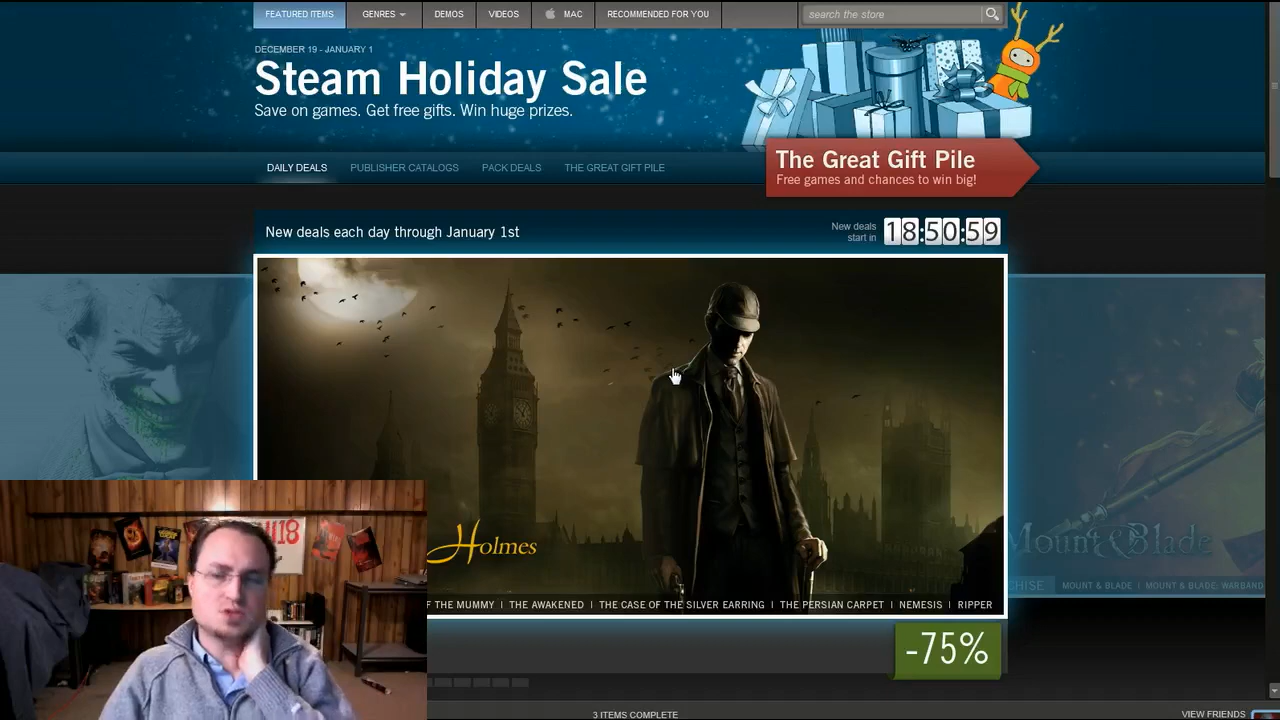 FEATURED ITEMS GENRES DEMOS VIDEOS MAC RECOMMENDED FOR YOU search the store
DECEMBER 19 - JANUARY 1
Steam Holiday Sale
Save on games. Get free gifts. Win huge prizes.
The Great Gift Pile
Free games and chances to win big!
DAILY DEALS PUBLISHER CATALOGS PACK DEALS THE GREAT GIFT PILE
New deals each day through January 1st
New deals
start in
18:50:59
Holmes
Mount & Blade
CHISE MOUNT & BLADE | MOUNT & BLADE: WARBAND
F THE MUMMY | THE AWAKENED | THE CASE OF THE SILVER EARRING | THE PERSIAN CARPET | NEMESIS | RIPPER
-75%
3 ITEMS COMPLETE
VIEW FRIENDS